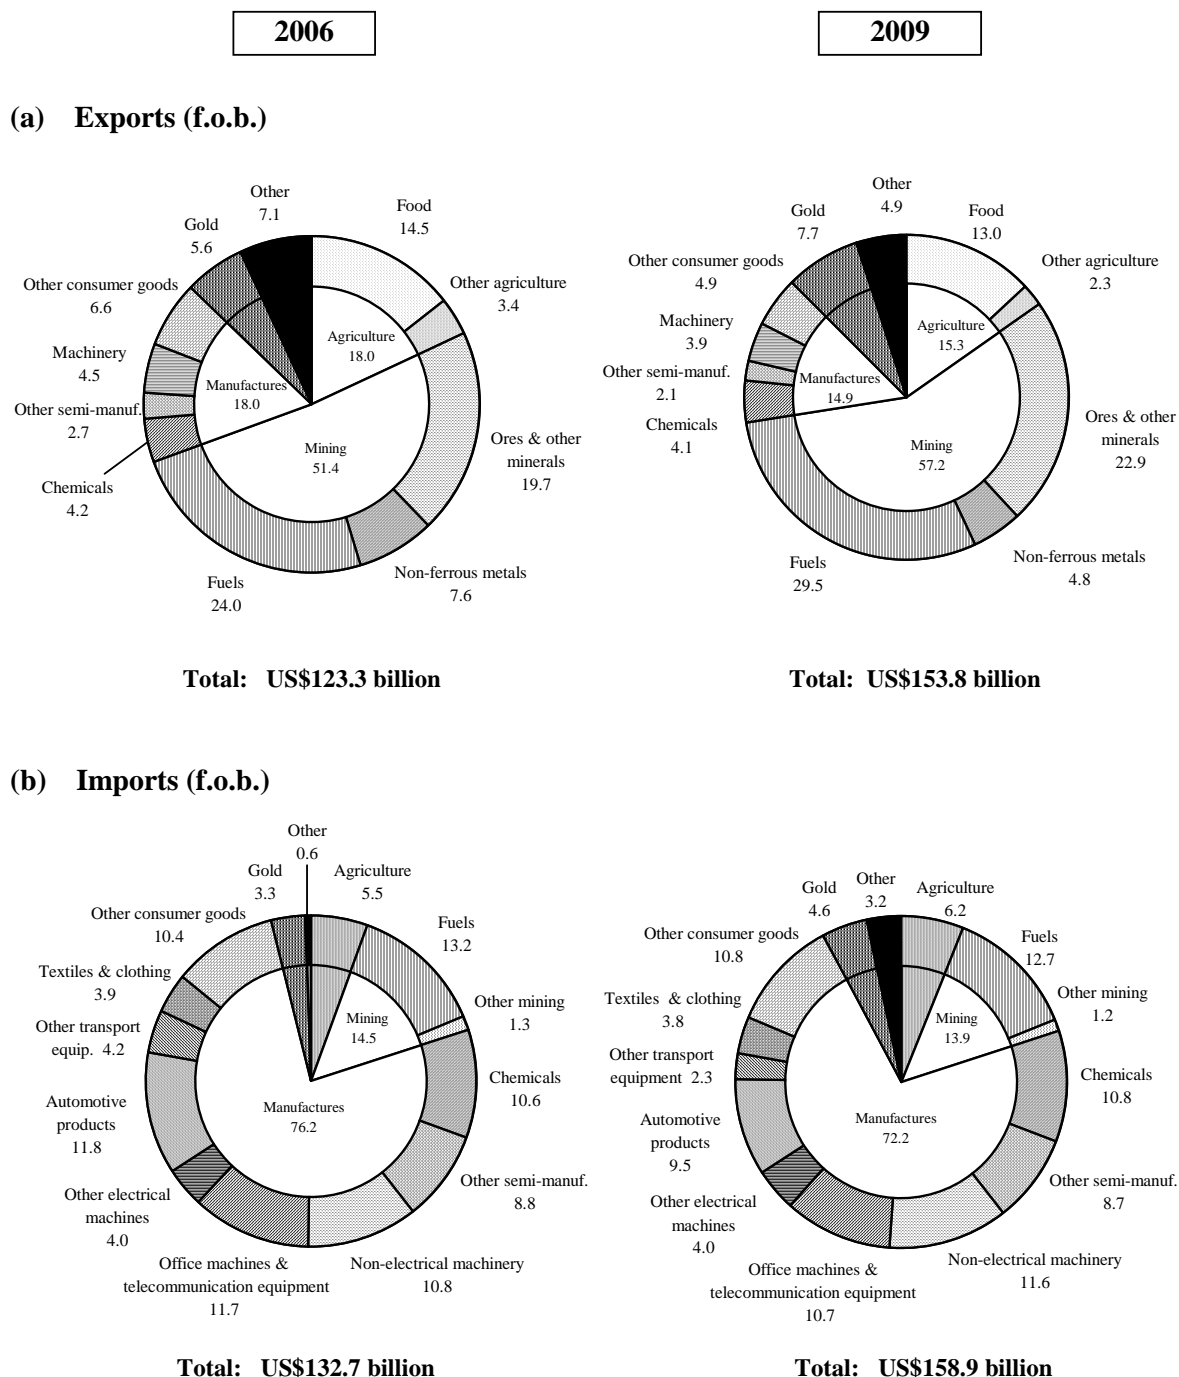 2006
2009
(a) Exports (f.o.b.)
Other
7.1
Food
14.5
Gold
5.6
Other consumer goods
6.6
Other agriculture
3.4
Agriculture
18.0
Machinery
4.5
Manufactures
18.0
Other semi-manuf.
2.7
Chemicals
4.2
Mining
51.4
Ores & other
minerals
19.7
Non-ferrous metals
7.6
Fuels
24.0
Total: US$123.3 billion
Other
4.9
Food
13.0
Gold
7.7
Other consumer goods
4.9
Other agriculture
2.3
Agriculture
15.3
Machinery
3.9
Other semi-manuf.
2.1
Manufactures
14.9
Chemicals
4.1
Mining
57.2
Ores & other
minerals
22.9
Non-ferrous metals
4.8
Fuels
29.5
Total: US$153.8 billion
(b) Imports (f.o.b.)
Other
0.6
Gold
3.3
Agriculture
5.5
Other consumer goods
10.4
Fuels
13.2
Textiles & clothing
3.9
Other mining
1.3
Mining
14.5
Other transport
equip. 4.2
Chemicals
10.6
Automotive
products
11.8
Manufactures
76.2
Other semi-manuf.
8.8
Other electrical
machines
4.0
Office machines &
telecommunication equipment
11.7
Non-electrical machinery
10.8
Total: US$132.7 billion
Gold
4.6
Other
3.2
Agriculture
6.2
Other consumer goods
10.8
Fuels
12.7
Textiles & clothing
3.8
Other mining
1.2
Mining
13.9
Other transport
equipment 2.3
Chemicals
10.8
Automotive
products
9.5
Manufactures
72.2
Other semi-manuf.
8.7
Other electrical
machines
4.0
Non-electrical machinery
11.6
Office machines &
telecommunication equipment
10.7
Total: US$158.9 billion